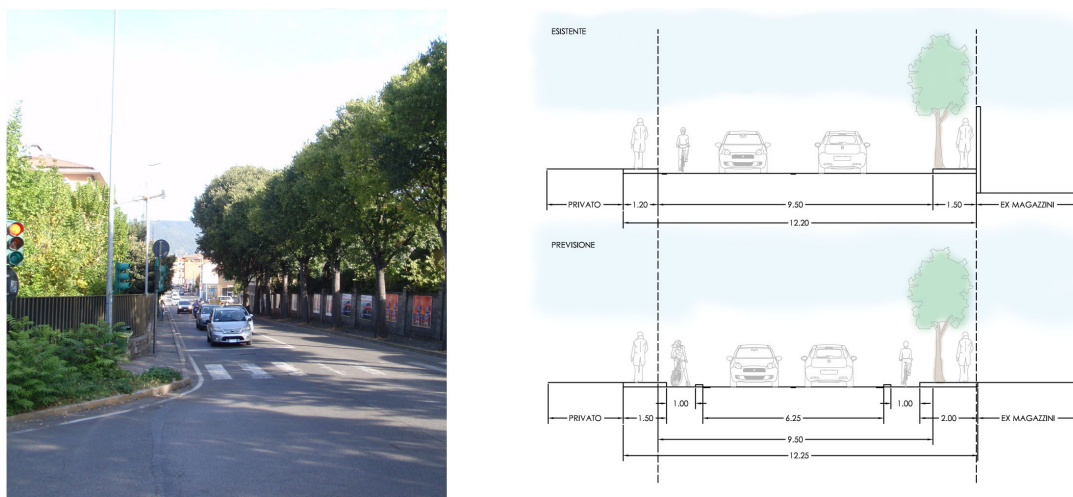 ESISTENTE
PRIVATO 1.20 9.50 1.50 EX MAGAZZINI
12.20
PREVISIONE
1.00 1.00
PRIVATO 1.50 6.25 2.00 EX MAGAZZINI
9.50
12.25